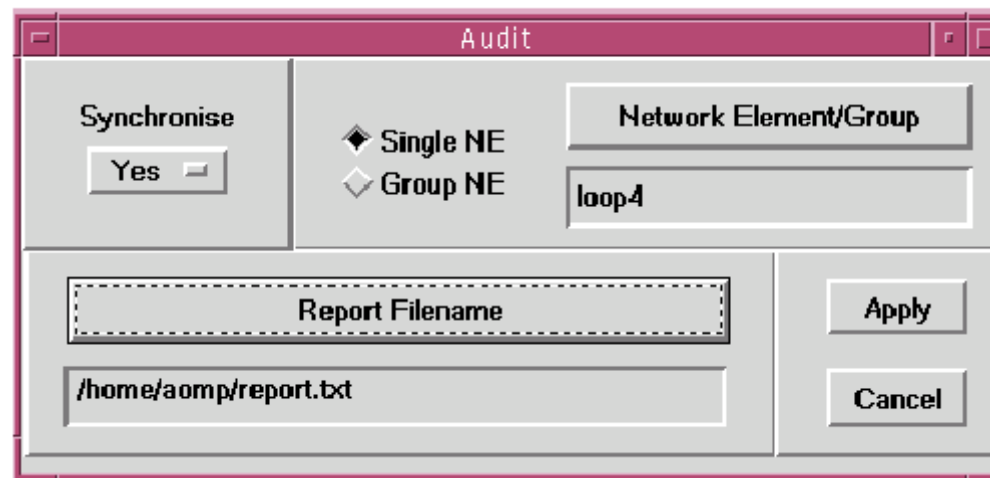 Audit
Synchronise
Yes
Single NE
Group NE
Network Element/Group
loop4
Report Filename
/home/aomp/report.txt
Apply
Cancel